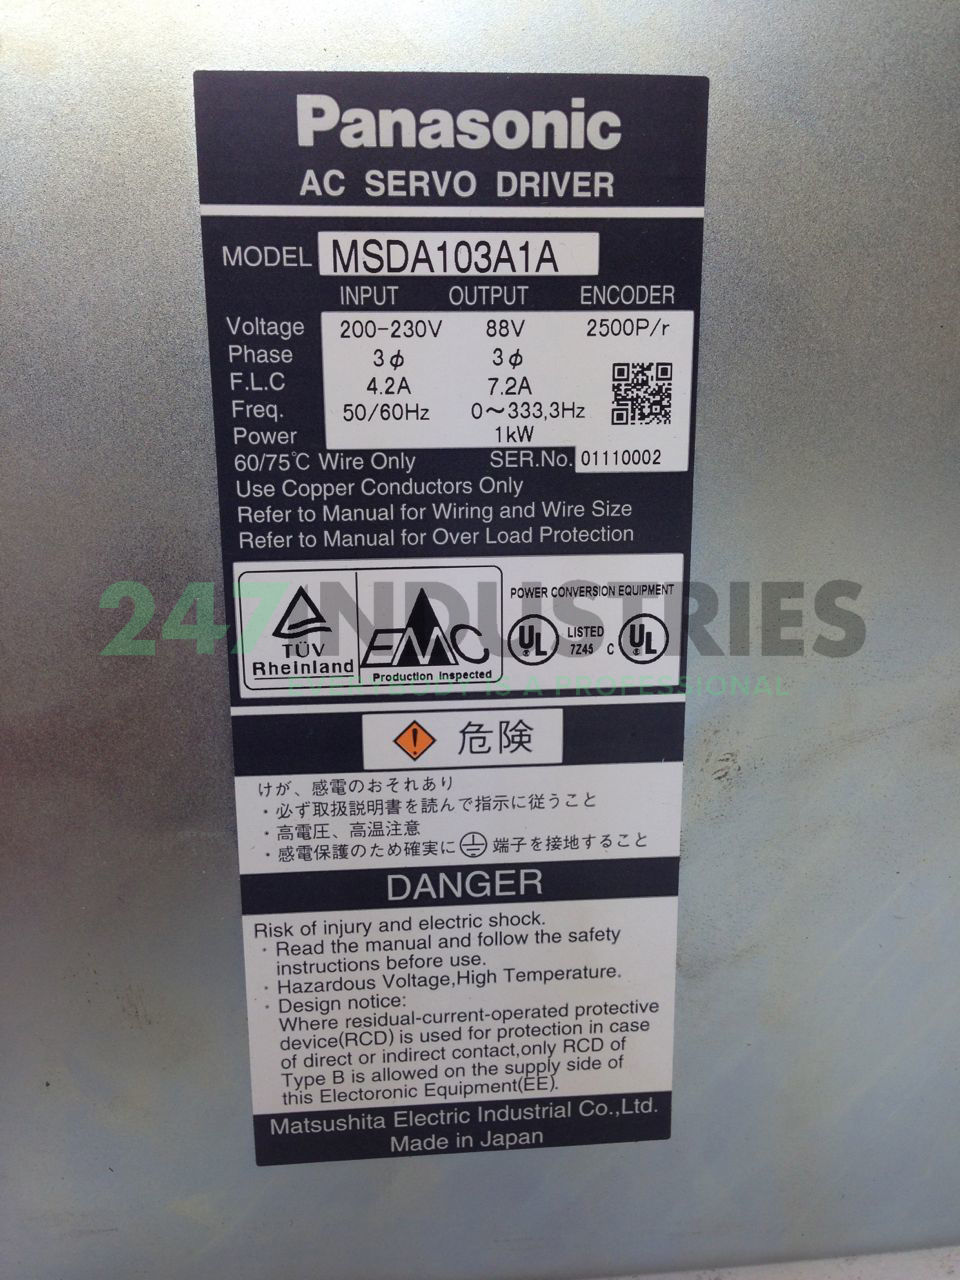 Panasonic
AC SERVO DRIVER
MODEL MSDA103A1A
INPUT OUTPUT ENCODER
Voltage 200-230V 88V 2500P/r
Phase 3ϕ 3ϕ
F.L.C 4.2A 7.2A
Freq. 50/60Hz 0～333,3Hz
Power 1kW
60/75℃ Wire Only SER.No. 01110002
Use Copper Conductors Only
Refer to Manual for Wiring and Wire Size
Refer to Manual for Over Load Protection
TÜV
Rheinland
EMC
Production Inspected
POWER CONVERSION EQUIPMENT
UL LISTED 7Z45 C UL
247INDUSTRIES
EVERYBODY IS A PROFESSIONAL
危険
けが、感電のおそれあり
・必ず取扱説明書を読んで指示に従うこと
・高電圧、高温注意
・感電保護のため確実に端子を接地すること
DANGER
Risk of injury and electric shock.
・Read the manual and follow the safety
instructions before use.
・Hazardous Voltage,High Temperature.
・Design notice:
Where residual-current-operated protective
device(RCD) is used for protection in case
of direct or indirect contact,only RCD of
Type B is allowed on the supply side of
this Electoronic Equipment(EE).
Matsushita Electric Industrial Co.,Ltd.
Made in Japan